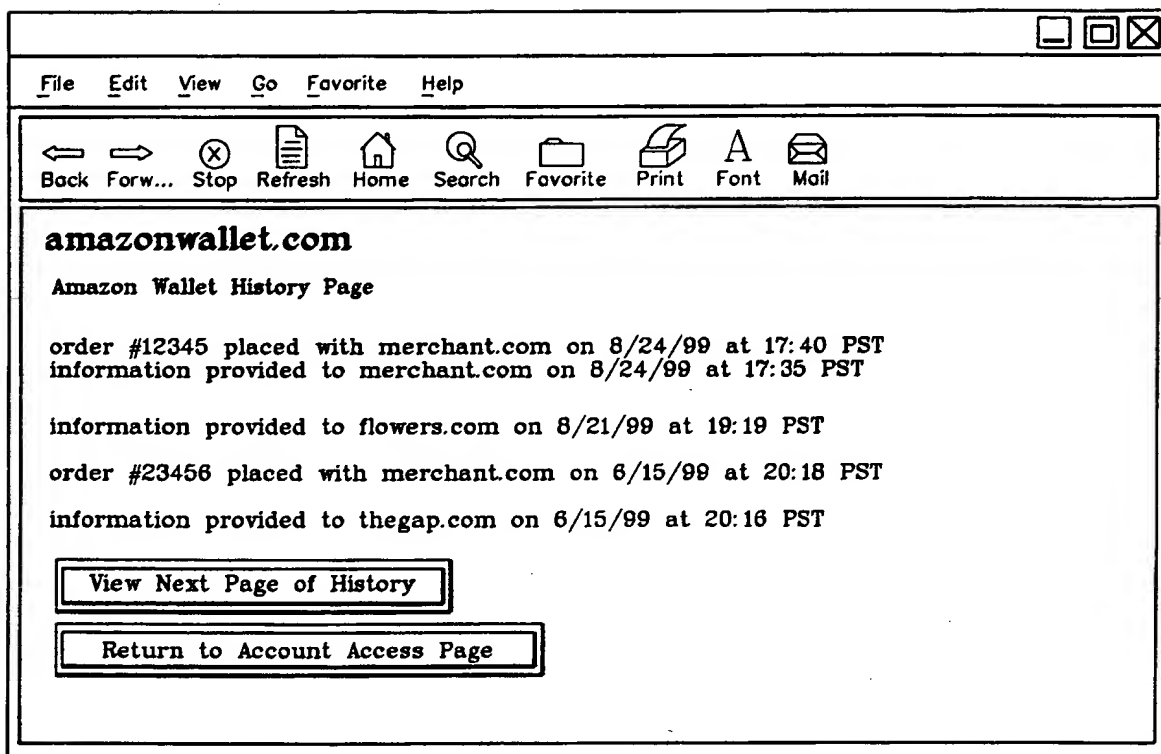 File Edit View Go Favorite Help
Back Forw... Stop Refresh Home Search Favorite Print Font Mail
amazonwallet.com
Amazon Wallet History Page
order #12345 placed with merchant.com on 8/24/99 at 17:40 PST
information provided to merchant.com on 8/24/99 at 17:35 PST
information provided to flowers.com on 8/21/99 at 19:19 PST
order #23456 placed with merchant.com on 6/15/99 at 20:18 PST
information provided to thegap.com on 6/15/99 at 20:16 PST
View Next Page of History
Return to Account Access Page